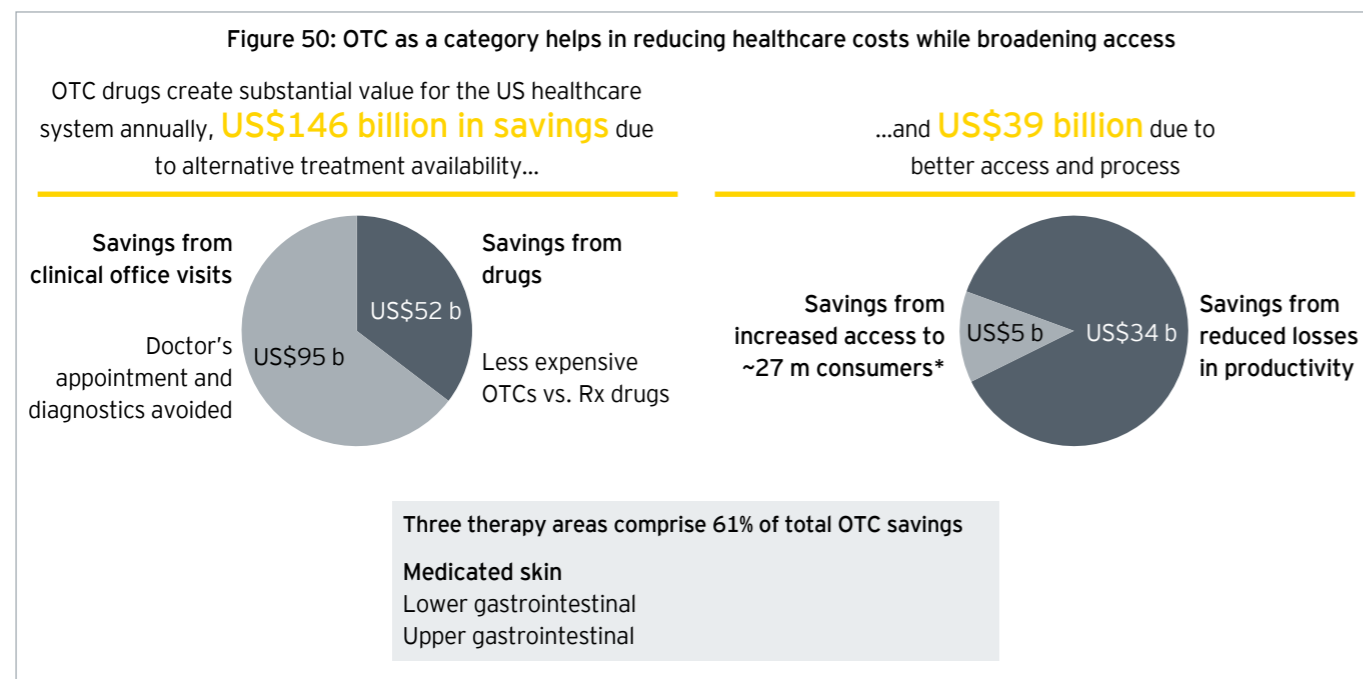 Figure 50: OTC as a category helps in reducing healthcare costs while broadening access
OTC drugs create substantial value for the US healthcare
system annually, US$146 billion in savings due
to alternative treatment availability...
Savings from
clinical office visits
Doctor's
appointment and
diagnostics avoided
US$95 b
US$52 b
Savings from
drugs
Less expensive
OTCs vs. Rx drugs
...and US$39 billion due to
better access and process
Savings from
increased access to
~27 m consumers*
US$5 b
US$34 b
Savings from
reduced losses
in productivity
Three therapy areas comprise 61% of total OTC savings
Medicated skin
Lower gastrointestinal
Upper gastrointestinal